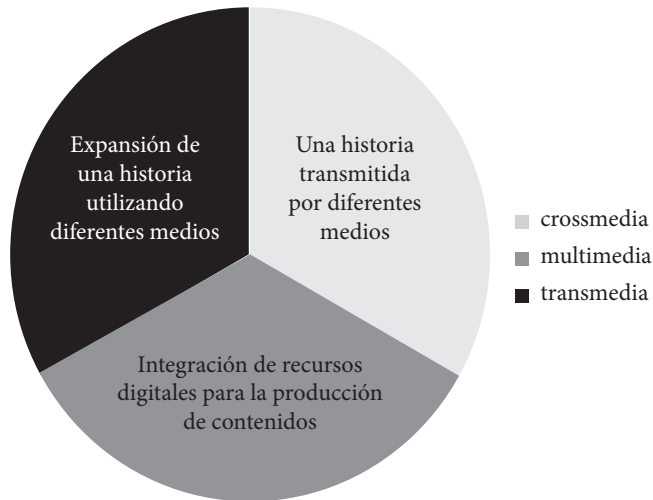 Expansión de
una historia
utilizando
diferentes medios
Una historia
transmitida
por diferentes
medios
Integración de recursos
digitales para la producción
de contenidos
crossmedia
multimedia
transmedia